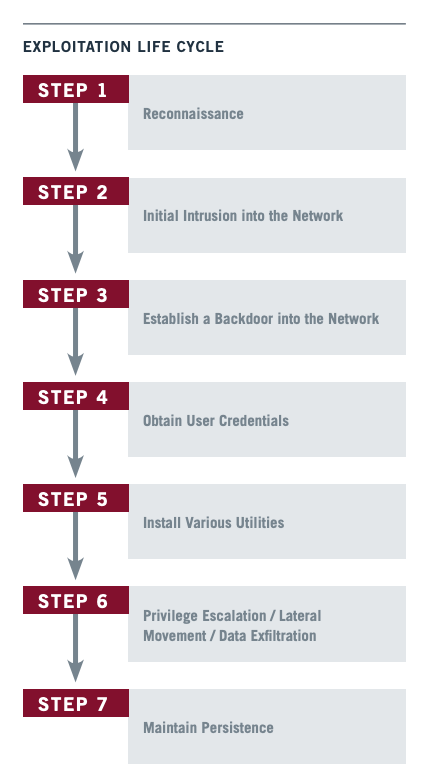 EXPLOITATION LIFE CYCLE
STEP 1
Reconnaissance
STEP 2
Initial Intrusion into the Network
STEP 3
Establish a Backdoor into the Network
STEP 4
Obtain User Credentials
STEP 5
Install Various Utilities
STEP 6
Privilege Escalation / Lateral
Movement / Data Exfiltration
STEP 7
Maintain Persistence